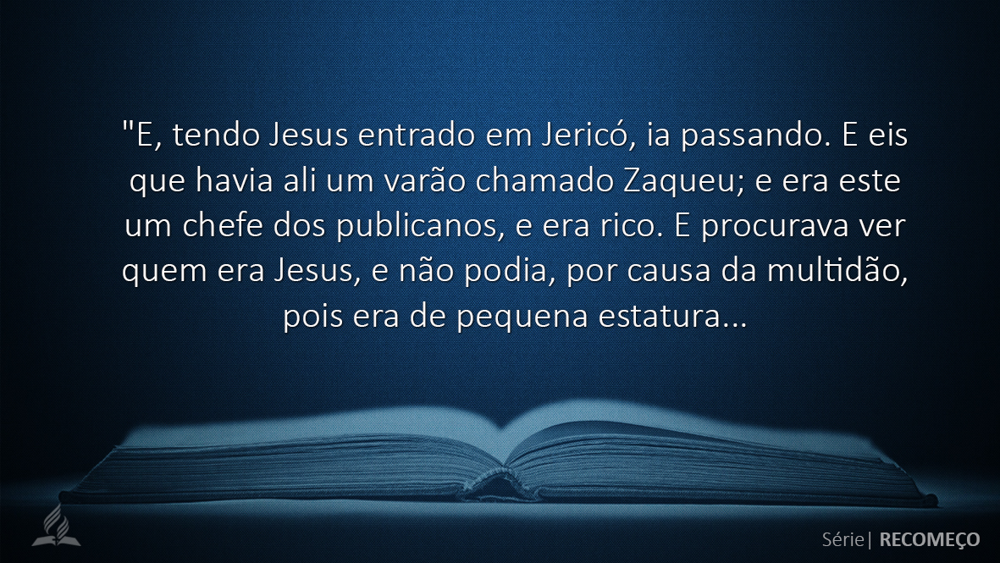 "E, tendo Jesus entrado em Jericó, ia passando. E eis
que havia ali um varão chamado Zaqueu; e era este
um chefe dos publicanos, e era rico. E procurava ver
quem era Jesus, e não podia, por causa da multidão,
pois era de pequena estatura...
Série| RECOMEÇO